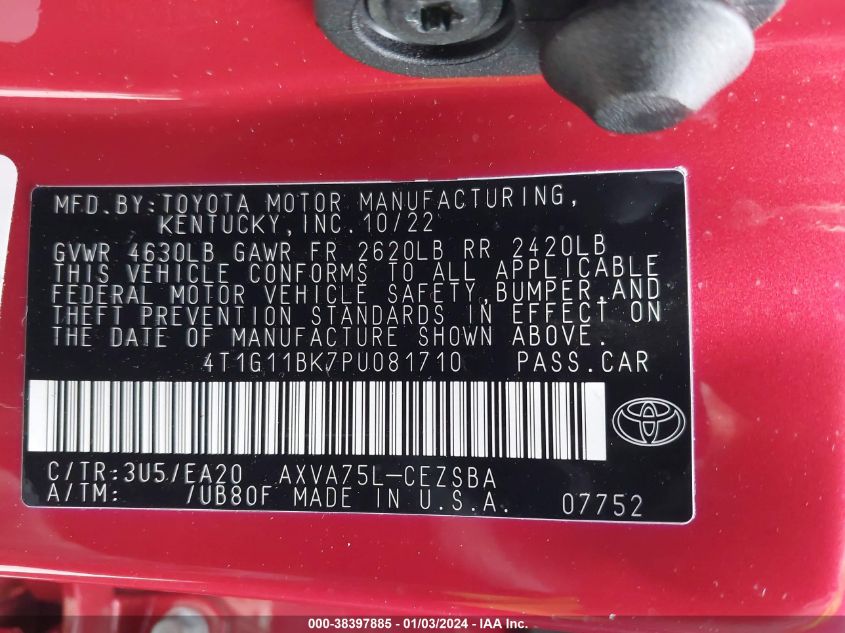 MFD. BY: TOYOTA MOTOR MANUFACTURING,
KENTUCKY, INC. 10/22
GVWR 4630LB GAWR FR 2620LB RR 2420LB
THIS VEHICLE CONFORMS TO ALL APPLICABLE
FEDERAL MOTOR VEHICLE SAFETY, BUMPER, AND
THEFT PREVENTION STANDARDS IN EFFECT ON
THE DATE OF MANUFACTURE SHOWN ABOVE.
4T1G11BK7PU081710 PASS. CAR
C/TR: 3U5/EA20 AXVA75L-CEZSBA
A/TM: /UB80F MADE IN U.S.A. 07752
000-38397885 - 01/03/2024 - IAA Inc.